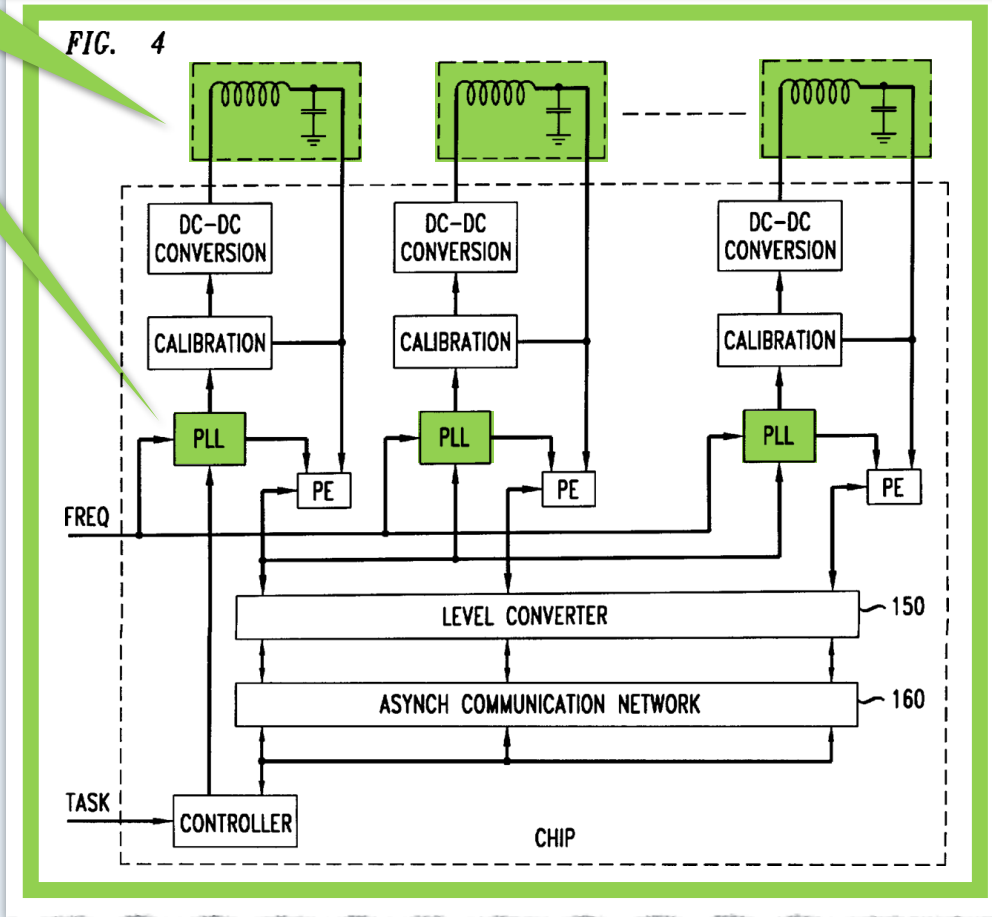 FIG. 4
DC-DC CONVERSION
DC-DC CONVERSION
DC-DC CONVERSION
CALIBRATION
CALIBRATION
CALIBRATION
PLL
PLL
PLL
PE
PE
PE
FREQ
LEVEL CONVERTER
150
ASYNCH COMMUNICATION NETWORK
160
TASK
CONTROLLER
CHIP